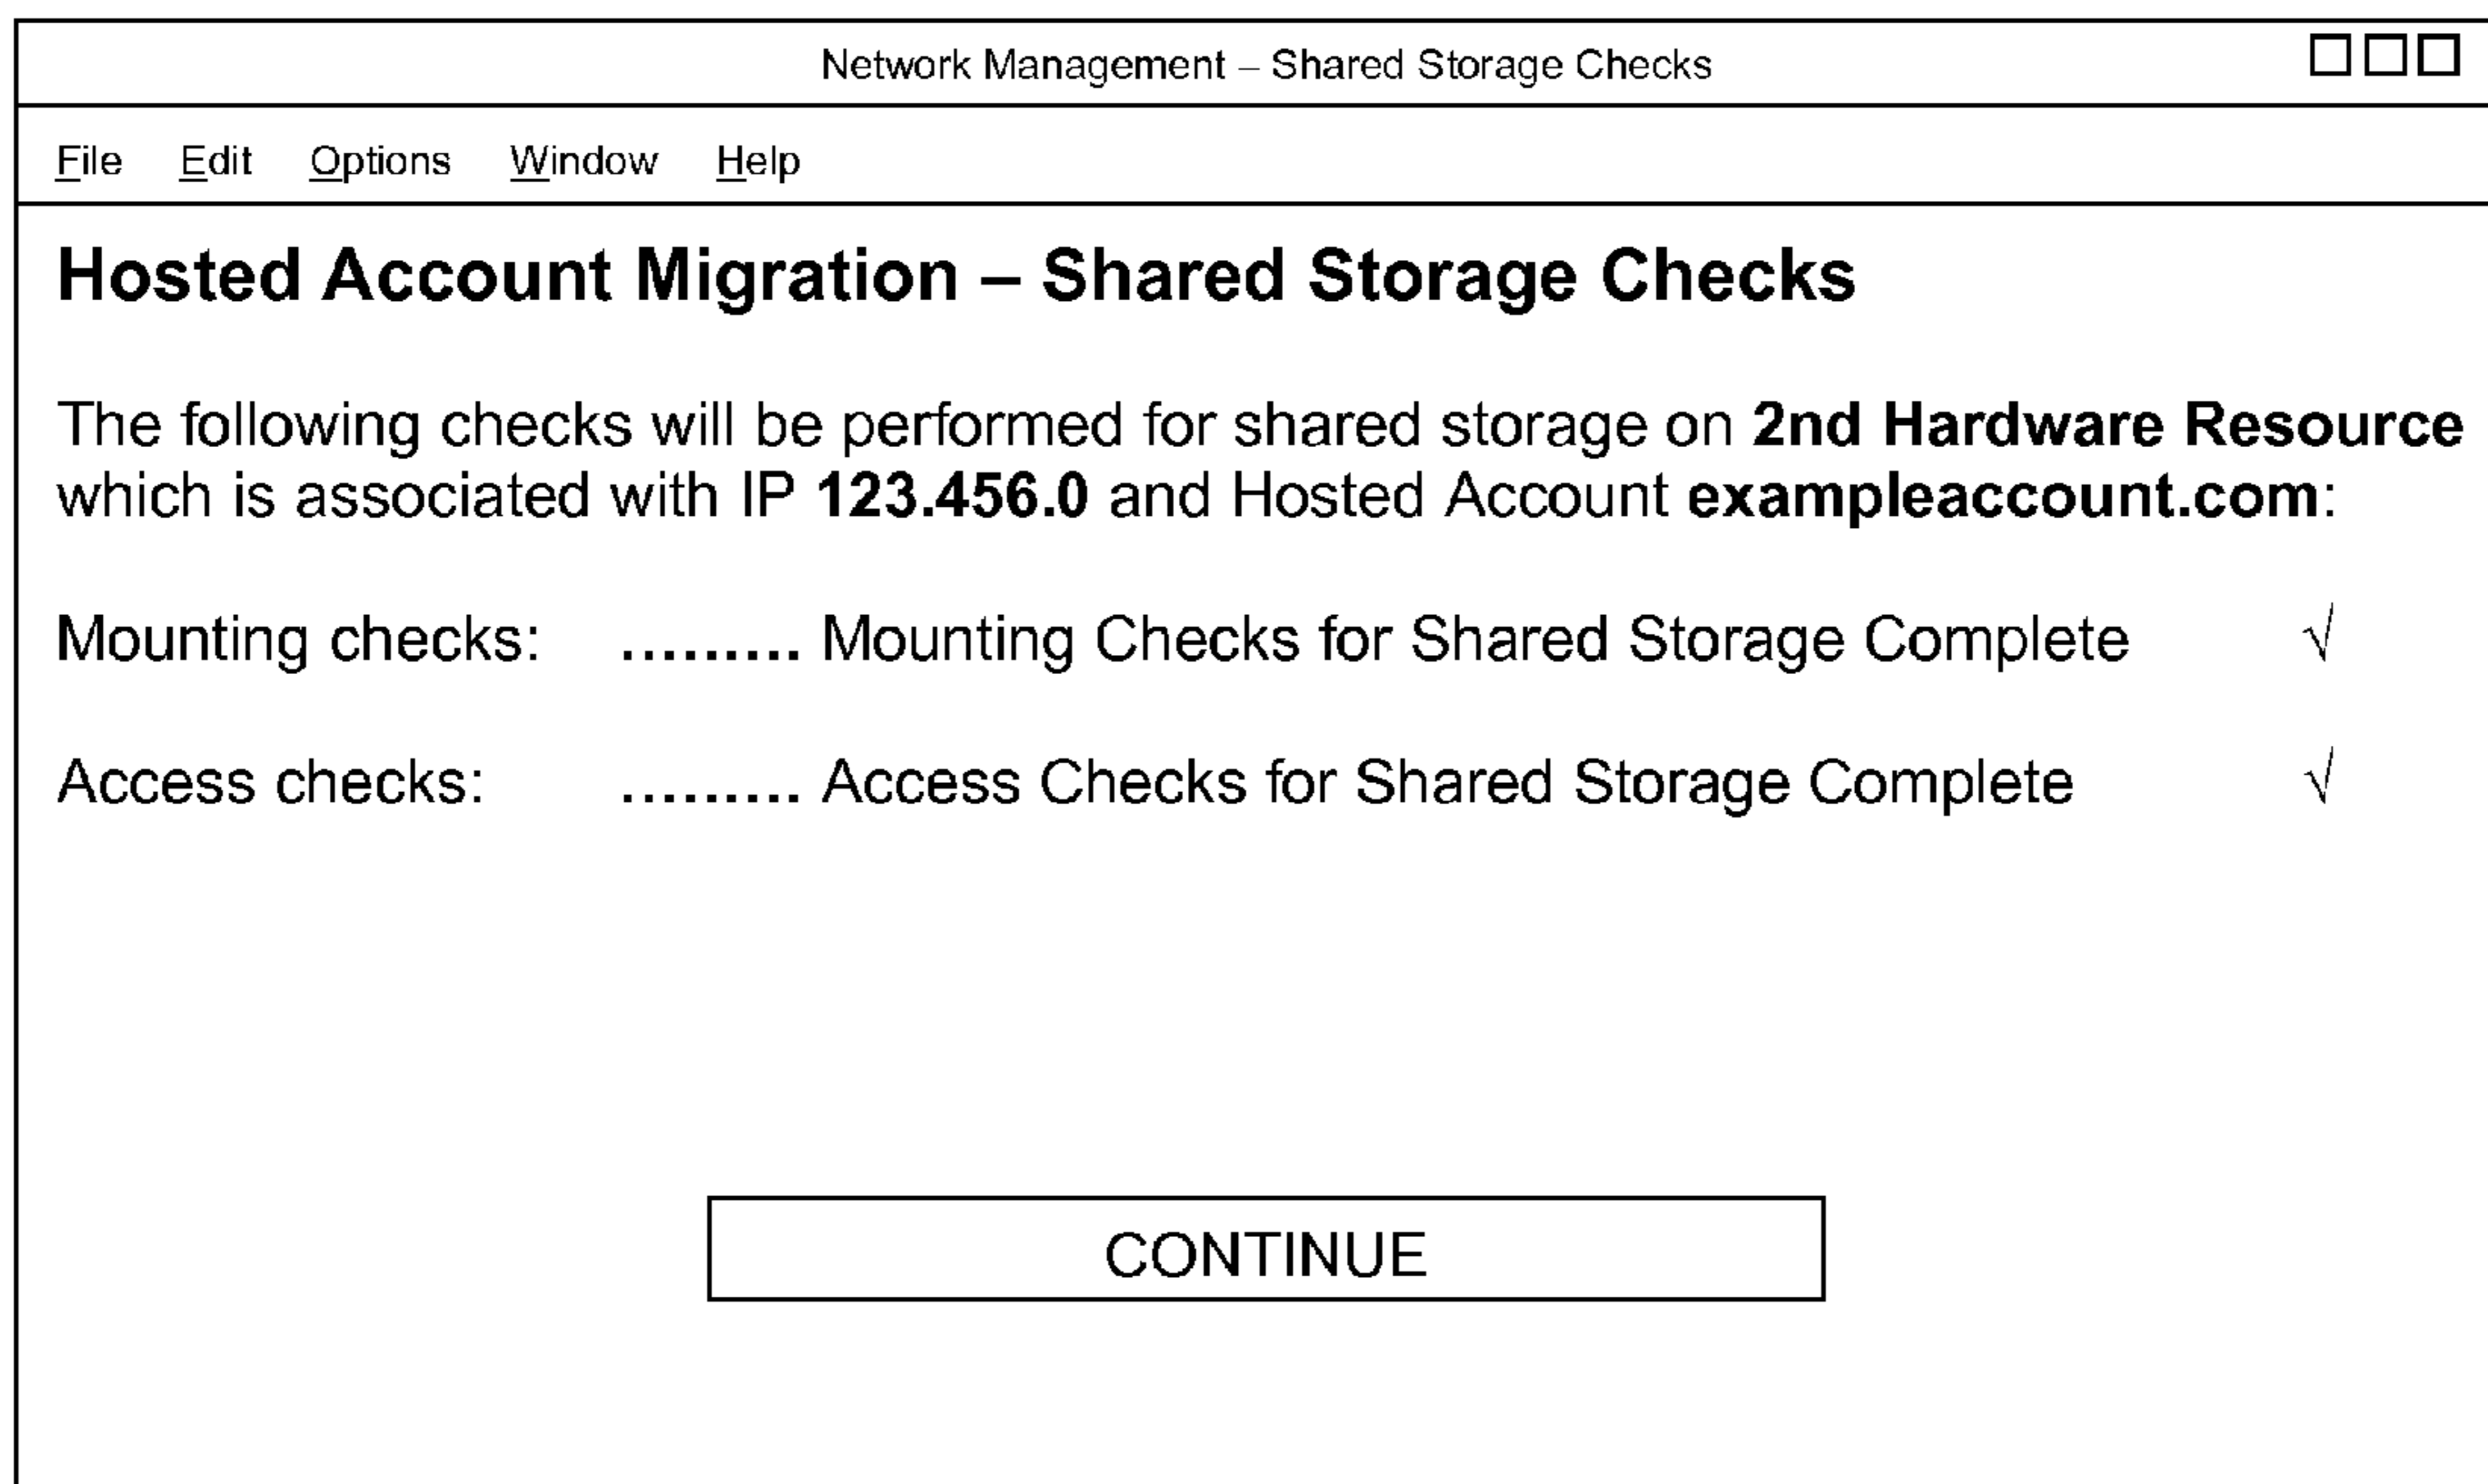 Network Management – Shared Storage Checks
File Edit Options Window Help
Hosted Account Migration – Shared Storage Checks
The following checks will be performed for shared storage on 2nd Hardware Resource
which is associated with IP 123.456.0 and Hosted Account exampleaccount.com:
Mounting checks: ......... Mounting Checks for Shared Storage Complete √
Access checks: ......... Access Checks for Shared Storage Complete √
CONTINUE